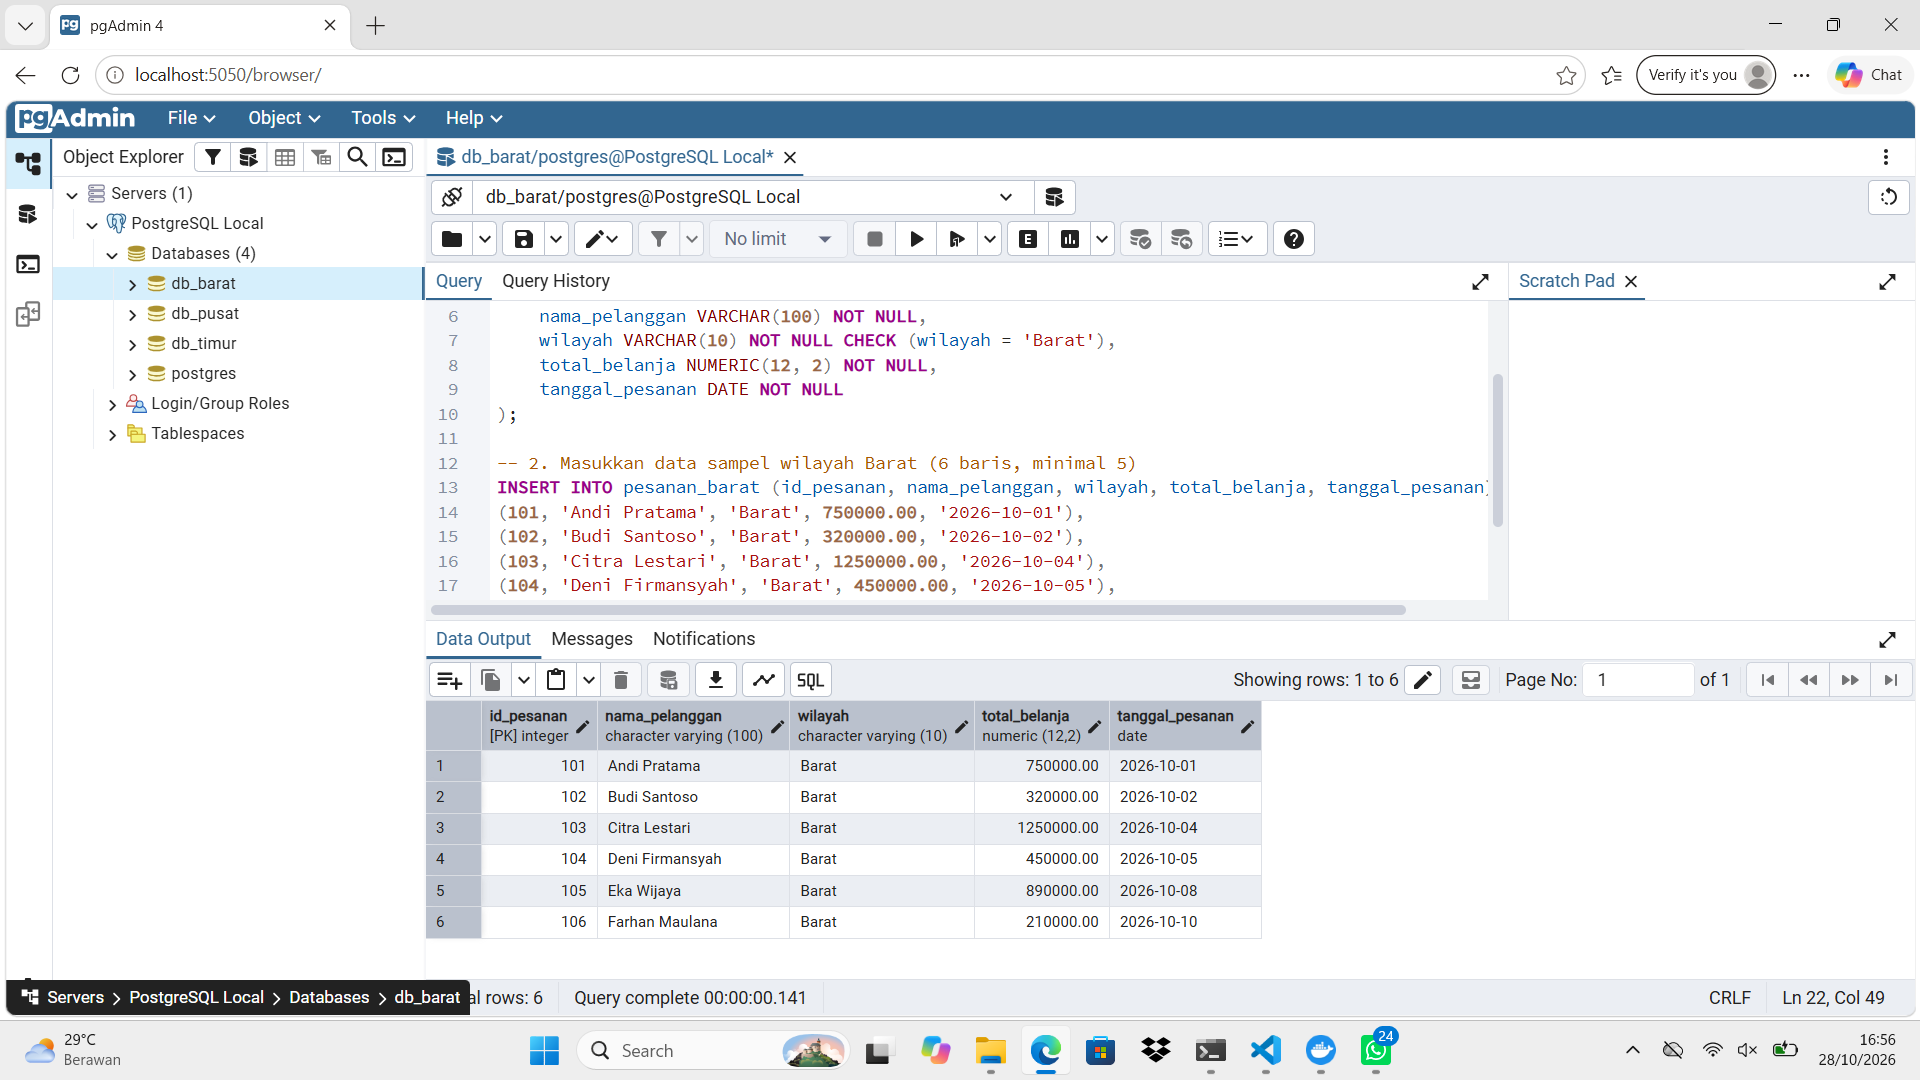 pgAdmin 4
localhost:5050/browser/
Verify it's you
Chat
pgAdmin
File
Object
Tools
Help
Object Explorer
db_barat/postgres@PostgreSQL Local*
Servers (1)
PostgreSQL Local
Databases (4)
db_barat
db_pusat
db_timur
postgres
Login/Group Roles
Tablespaces
db_barat/postgres@PostgreSQL Local
No limit
E
Query
Query History
Scratch Pad
6 nama_pelanggan VARCHAR(100) NOT NULL,
7 wilayah VARCHAR(10) NOT NULL CHECK (wilayah = 'Barat'),
8 total_belanja NUMERIC(12, 2) NOT NULL,
9 tanggal_pesanan DATE NOT NULL
10 );
11
12 -- 2. Masukkan data sampel wilayah Barat (6 baris, minimal 5)
13 INSERT INTO pesanan_barat (id_pesanan, nama_pelanggan, wilayah, total_belanja, tanggal_pesanan)
14 (101, 'Andi Pratama', 'Barat', 750000.00, '2026-10-01'),
15 (102, 'Budi Santoso', 'Barat', 320000.00, '2026-10-02'),
16 (103, 'Citra Lestari', 'Barat', 1250000.00, '2026-10-04'),
17 (104, 'Deni Firmansyah', 'Barat', 450000.00, '2026-10-05'),
Data Output
Messages
Notifications
SQL
Showing rows: 1 to 6
Page No: 1 of 1
id_pesanan nama_pelanggan wilayah total_belanja tanggal_pesanan
[PK] integer character varying (100) character varying (10) numeric (12,2) date
1 101 Andi Pratama Barat 750000.00 2026-10-01
2 102 Budi Santoso Barat 320000.00 2026-10-02
3 103 Citra Lestari Barat 1250000.00 2026-10-04
4 104 Deni Firmansyah Barat 450000.00 2026-10-05
5 105 Eka Wijaya Barat 890000.00 2026-10-08
6 106 Farhan Maulana Barat 210000.00 2026-10-10
Servers > PostgreSQL Local > Databases > db_barat
al rows: 6
Query complete 00:00:00.141
CRLF
Ln 22, Col 49
29°C
Berawan
Search
24
16:56
28/10/2026